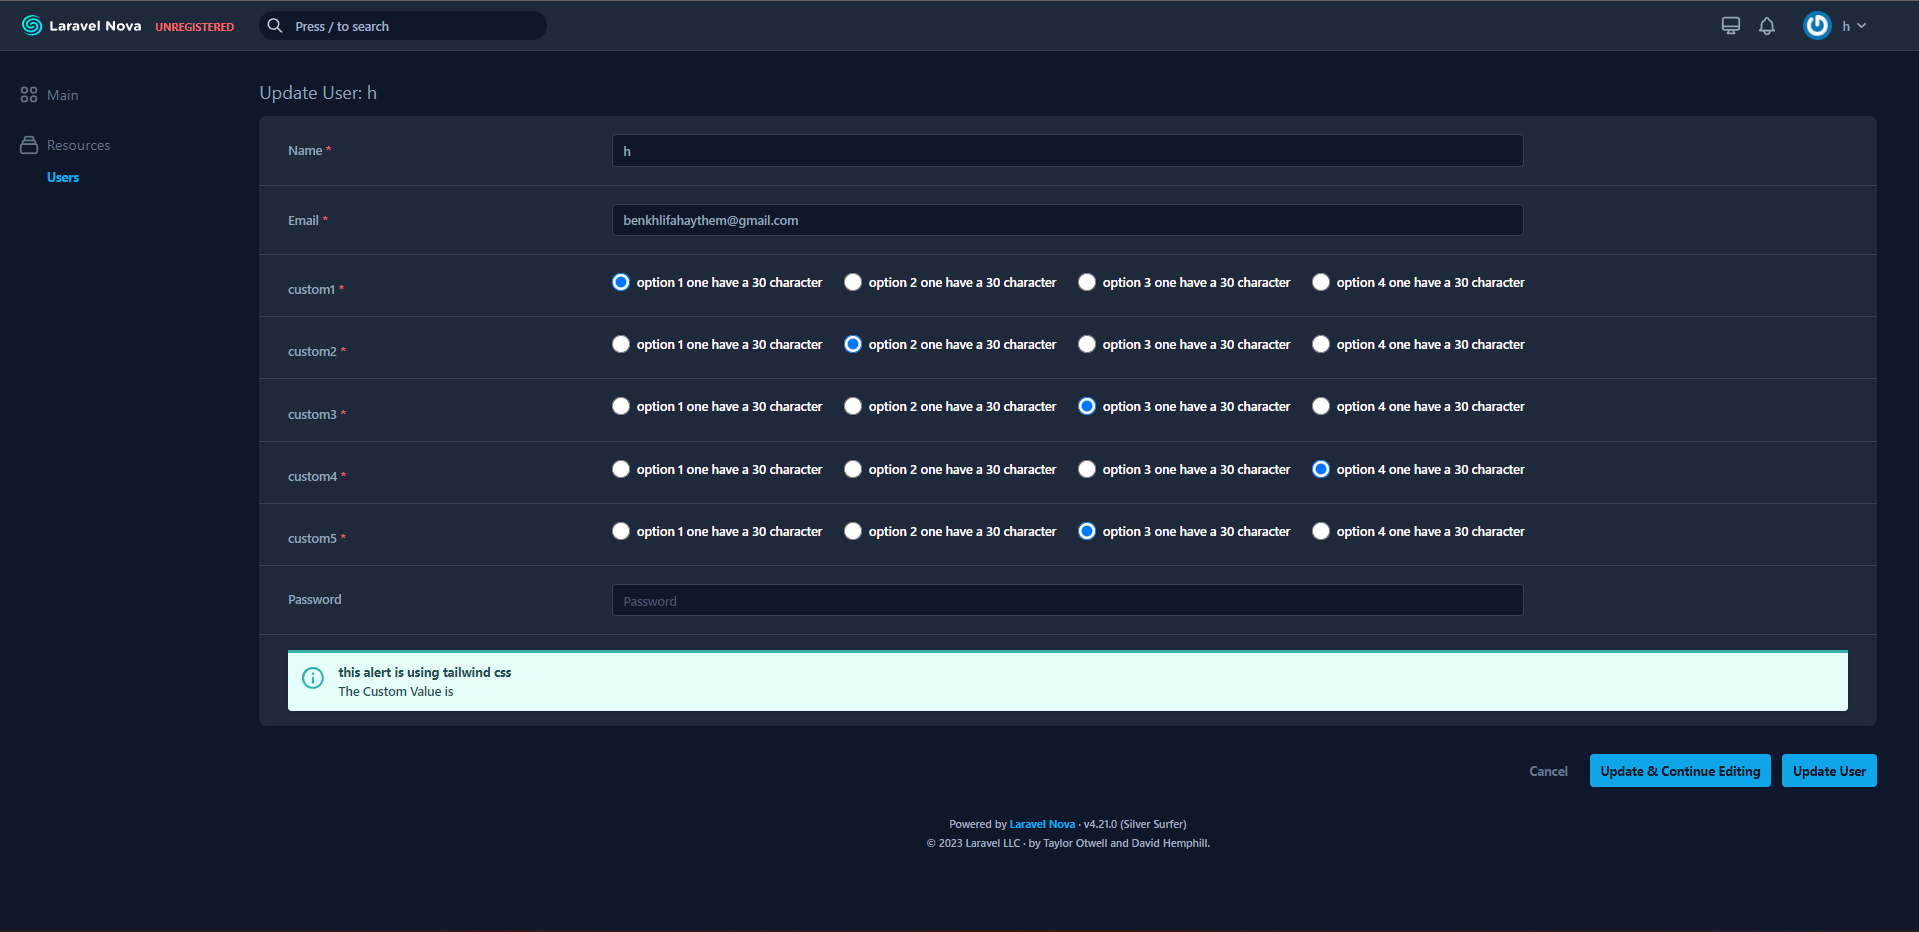 Laravel Nova UNREGISTERED Press / to search h
Main
Resources
Users
Update User: h
Name * h
Email * benkhlifahaythem@gmail.com
custom1 * option 1 one have a 30 character option 2 one have a 30 character option 3 one have a 30 character option 4 one have a 30 character
custom2 * option 1 one have a 30 character option 2 one have a 30 character option 3 one have a 30 character option 4 one have a 30 character
custom3 * option 1 one have a 30 character option 2 one have a 30 character option 3 one have a 30 character option 4 one have a 30 character
custom4 * option 1 one have a 30 character option 2 one have a 30 character option 3 one have a 30 character option 4 one have a 30 character
custom5 * option 1 one have a 30 character option 2 one have a 30 character option 3 one have a 30 character option 4 one have a 30 character
Password Password
this alert is using tailwind css
The Custom Value is
Cancel Update & Continue Editing Update User
Powered by Laravel Nova · v4.21.0 (Silver Surfer)
© 2023 Laravel LLC · by Taylor Otwell and David Hemphill.